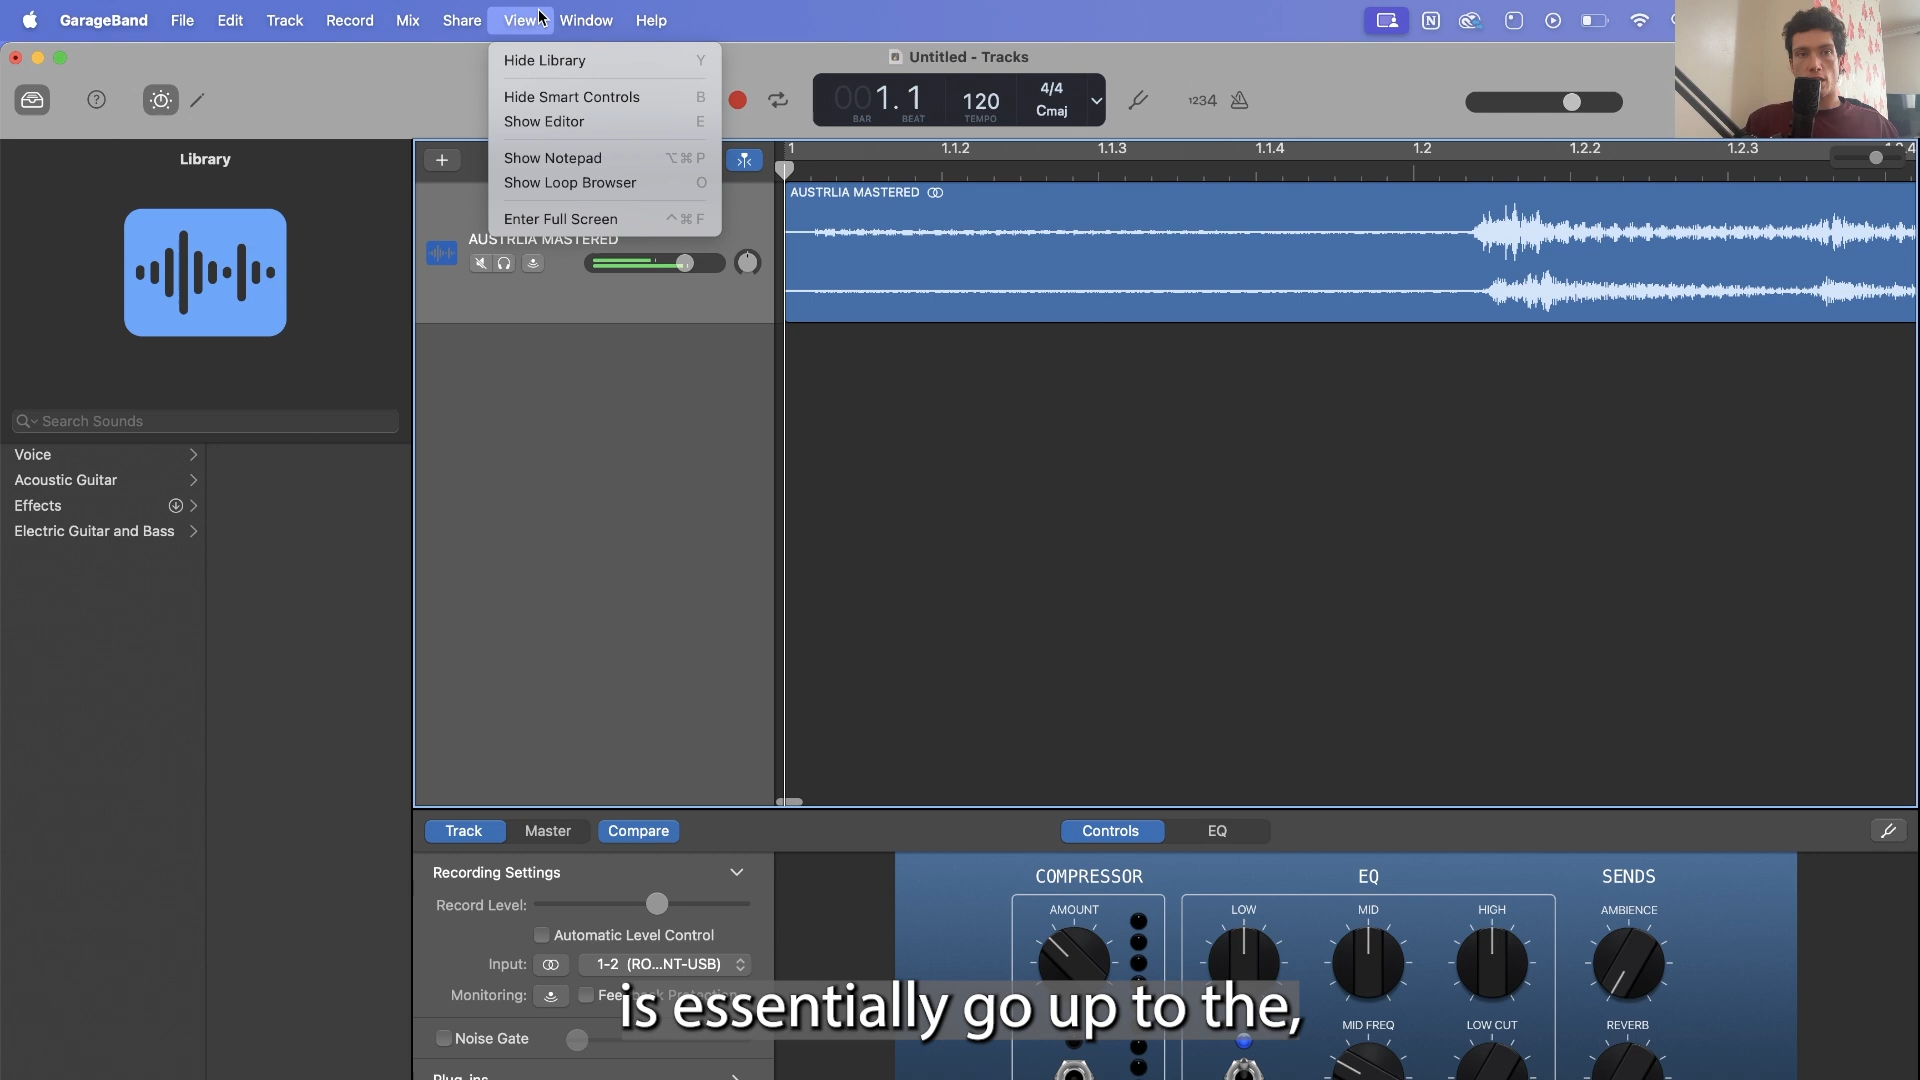 GarageBand File Edit Track Record Mix Share View Window Help
Untitled - Tracks
Hide Library Y
Hide Smart Controls B
Show Editor E
Show Notepad ⌥⌘P
Show Loop Browser O
Enter Full Screen ^⌘F
001.1 120 4/4
Cmaj
BAR BEAT TEMPO
1234
Library
1 1.1.2 1.1.3 1.1.4 1.2 1.2.2 1.2.3
AUSTRLIA MASTERED
AUSTRLIA MASTERED
Search Sounds
Voice
Acoustic Guitar
Effects
Electric Guitar and Bass
Track Master Compare
Controls EQ
Recording Settings
Record Level:
Automatic Level Control
Input: 1-2 (RO...NT-USB)
Monitoring:
Noise Gate
Plug-ins
COMPRESSOR EQ SENDS
AMOUNT LOW MID HIGH AMBIENCE
MID FREQ LOW CUT REVERB
is essentially go up to the,